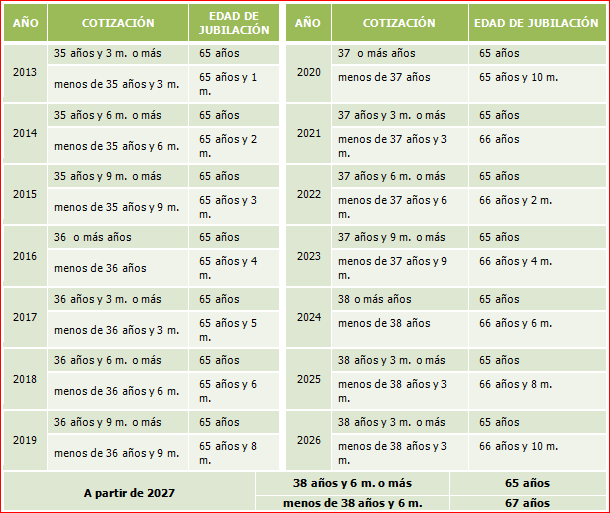 AÑO COTIZACIÓN EDAD DE JUBILACIÓN
2013 35 años y 3 m. o más 65 años
menos de 35 años y 3 m. 65 años y 1 m.
2014 35 años y 6 m. o más 65 años
menos de 35 años y 6 m. 65 años y 2 m.
2015 35 años y 9 m. o más 65 años
menos de 35 años y 9 m. 65 años y 3 m.
2016 36 o más años 65 años
menos de 36 años 65 años y 4 m.
2017 36 años y 3 m. o más 65 años
menos de 36 años y 3 m. 65 años y 5 m.
2018 36 años y 6 m. o más 65 años
menos de 36 años y 6 m. 65 años y 6 m.
2019 36 años y 9 m. o más 65 años
menos de 36 años y 9 m. 65 años y 8 m.
AÑO COTIZACIÓN EDAD DE JUBILACIÓN
2020 37 o más años 65 años
menos de 37 años 65 años y 10 m.
2021 37 años y 3 m. o más 65 años
menos de 37 años y 3 m. 66 años
2022 37 años y 6 m. o más 65 años
menos de 37 años y 6 m. 66 años y 2 m.
2023 37 años y 9 m. o más 65 años
menos de 37 años y 9 m. 66 años y 4 m.
2024 38 o más años 65 años
menos de 38 años 66 años y 6 m.
2025 38 años y 3 m. o más 65 años
menos de 38 años y 3 m. 66 años y 8 m.
2026 38 años y 3 m. o más 65 años
menos de 38 años y 3 m. 66 años y 10 m.
A partir de 2027 38 años y 6 m. o más 65 años
menos de 38 años y 6 m. 67 años